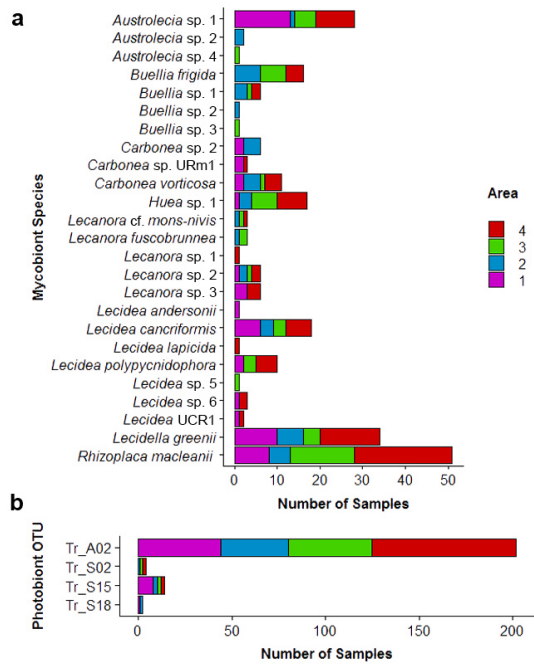 a
Mycobiont Species
Austrolecia sp. 1
Austrolecia sp. 2
Austrolecia sp. 4
Buellia frigida
Buellia sp. 1
Buellia sp. 2
Buellia sp. 3
Carbonea sp. 2
Carbonea sp. URm1
Carbonea vorticosa
Huea sp. 1
Lecanora cf. mons-nivis
Lecanora fuscobrunnea
Lecanora sp. 1
Lecanora sp. 2
Lecanora sp. 3
Lecidea andersonii
Lecidea cancriformis
Lecidea lapicida
Lecidea polypycnidophora
Lecidea sp. 5
Lecidea sp. 6
Lecidea UCR1
Lecidella greenii
Rhizoplaca macleanii
0 10 20 30 40 50
Number of Samples
Area
4
3
2
1
b
Photobiont OTU
Tr_A02
Tr_S02
Tr_S15
Tr_S18
0 50 100 150 200
Number of Samples